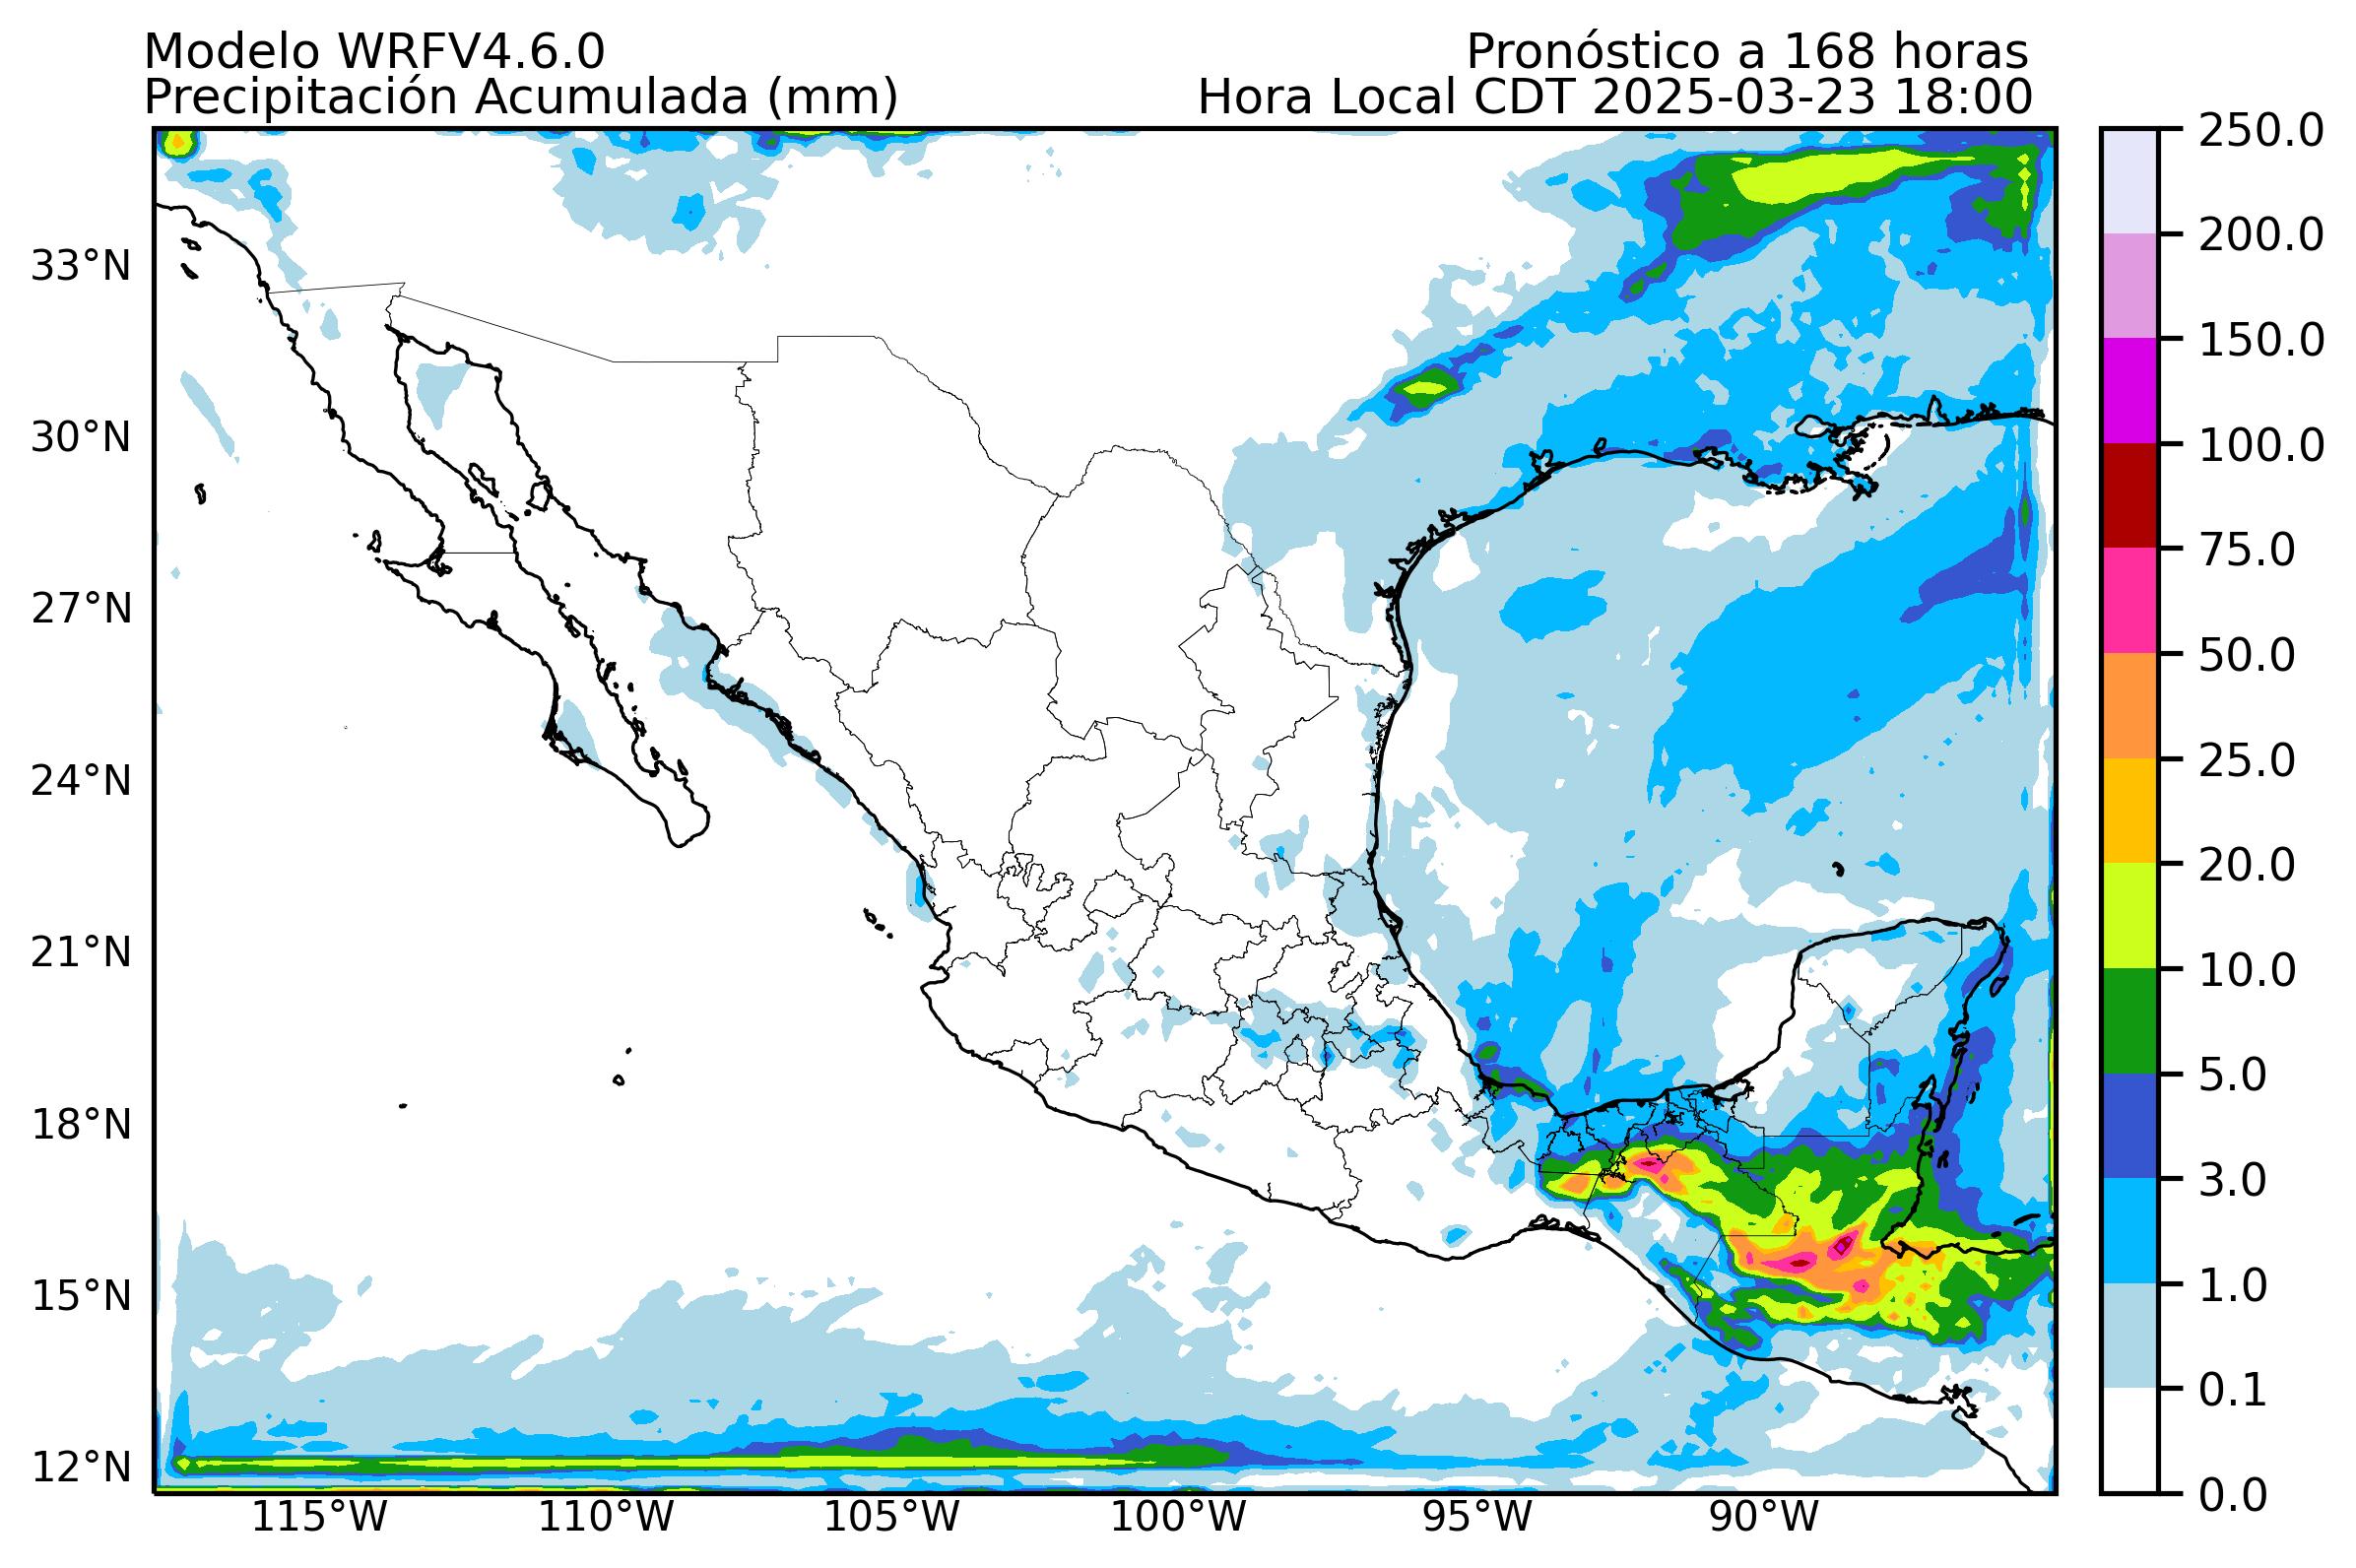 Modelo WRFV4.6.0
Pronóstico a 168 horas
Precipitación Acumulada (mm)
Hora Local CDT 2025-03-23 18:00
33°N
30°N
27°N
24°N
21°N
18°N
15°N
12°N
115°W
110°W
105°W
100°W
95°W
90°W
250.0
200.0
150.0
100.0
75.0
50.0
25.0
20.0
10.0
5.0
3.0
1.0
0.1
0.0